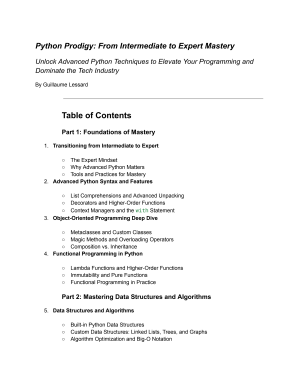 Python Prodigy: From Intermediate to Expert Mastery
Unlock Advanced Python Techniques to Elevate Your Programming and
Dominate the Tech Industry
By Guillaume Lessard
Table of Contents
Part 1: Foundations of Mastery
1. Transitioning from Intermediate to Expert
○ The Expert Mindset
○ Why Advanced Python Matters
○ Tools and Practices for Mastery
2. Advanced Python Syntax and Features
○ List Comprehensions and Advanced Unpacking
○ Decorators and Higher-Order Functions
○ Context Managers and the with Statement
3. Object-Oriented Programming Deep Dive
○ Metaclasses and Custom Classes
○ Magic Methods and Overloading Operators
○ Composition vs. Inheritance
4. Functional Programming in Python
○ Lambda Functions and Higher-Order Functions
○ Immutability and Pure Functions
○ Functional Programming in Practice
Part 2: Mastering Data Structures and Algorithms
5. Data Structures and Algorithms
○ Built-in Python Data Structures
○ Custom Data Structures: Linked Lists, Trees, and Graphs
○ Algorithm Optimization and Big-O Notation